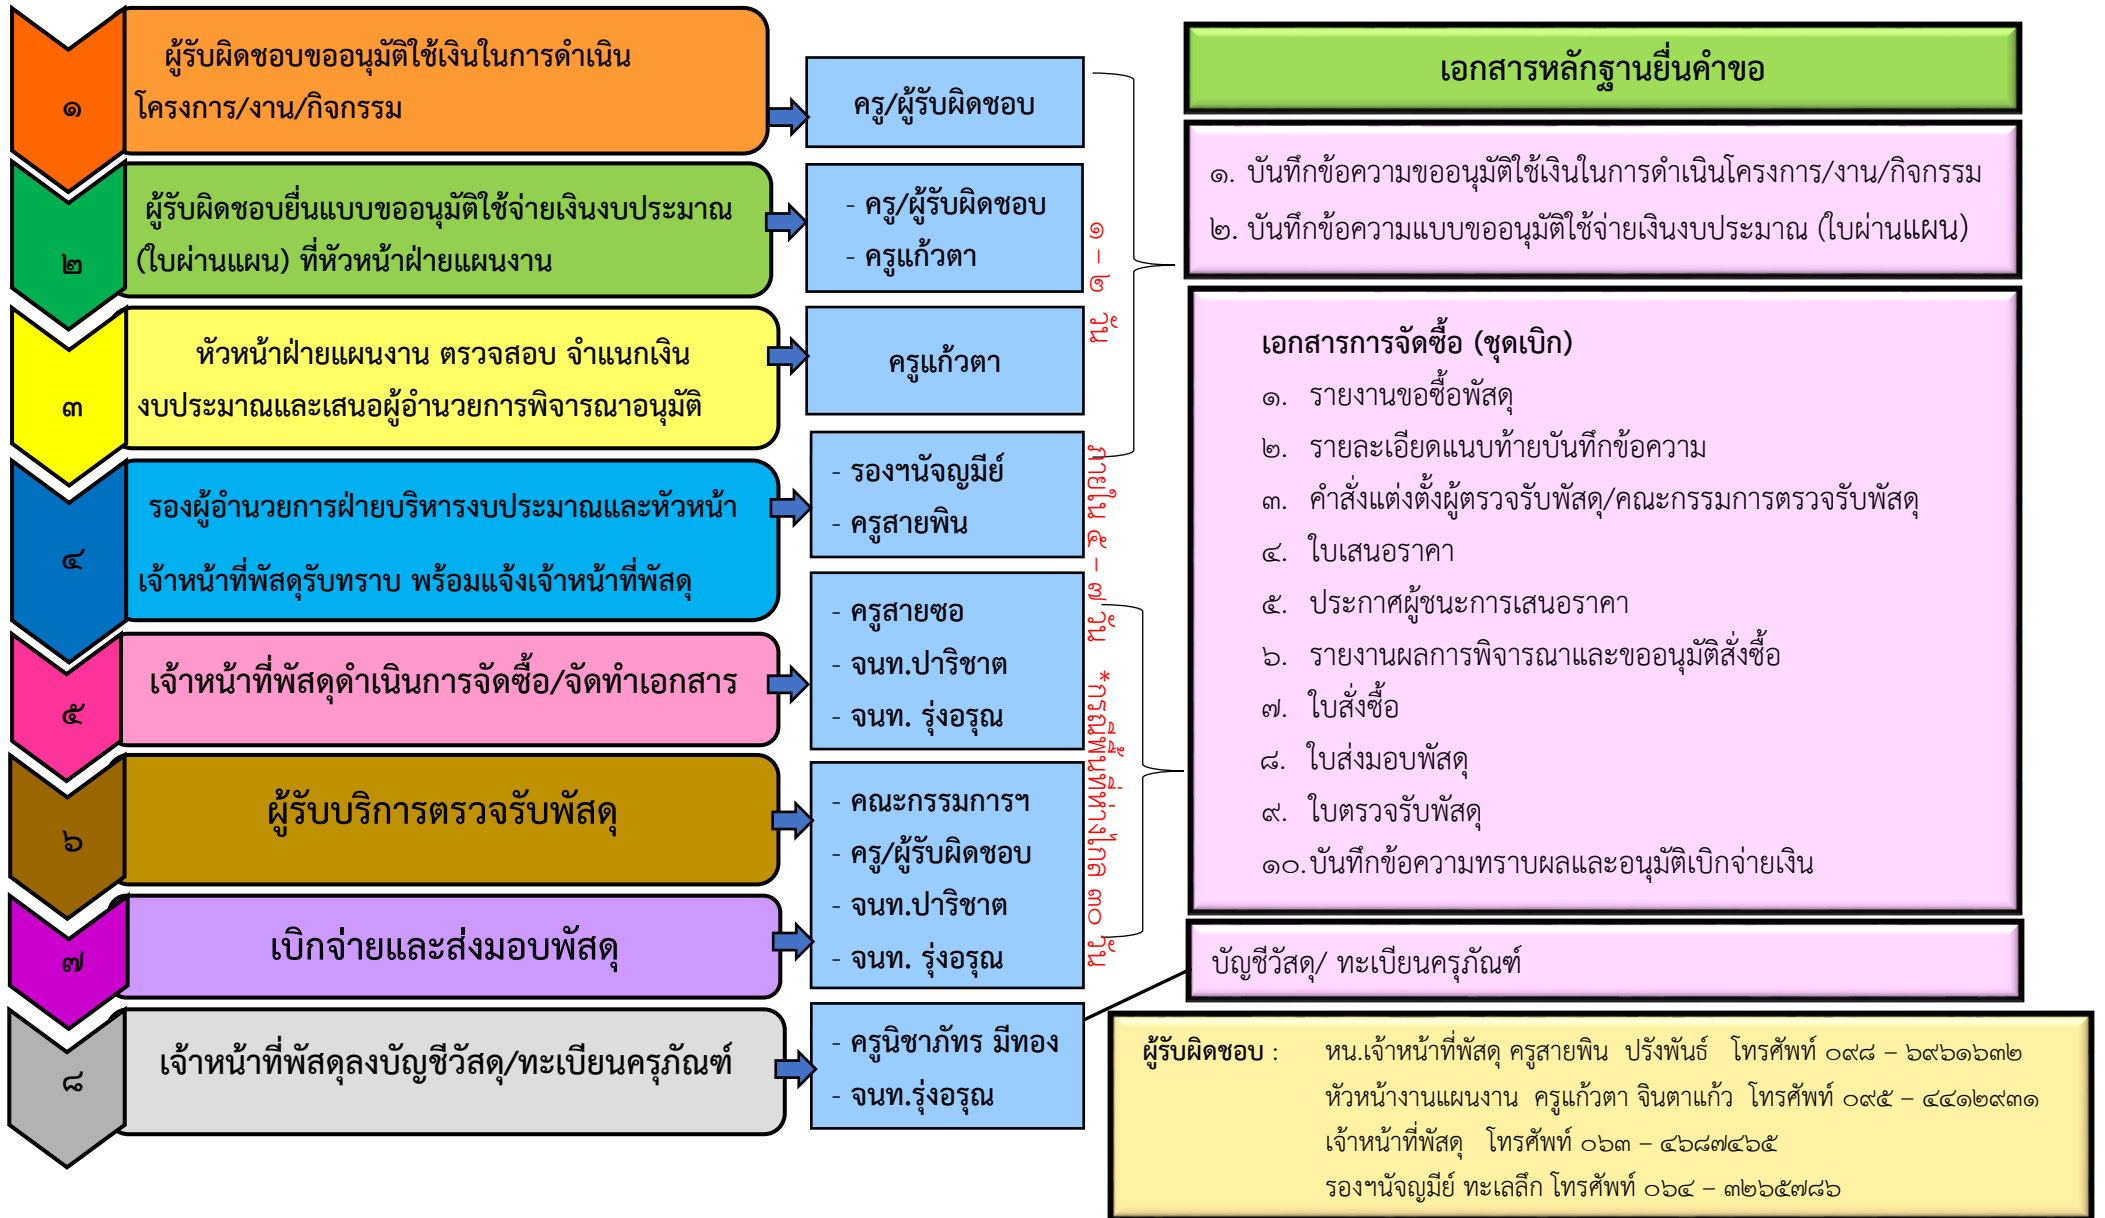 ๑
ผู้รับผิดชอบขออนุมัติใช้เงินในการดำเนิน
โครงการ/งาน/กิจกรรม
ครู/ผู้รับผิดชอบ
๒
ผู้รับผิดชอบยื่นแบบขออนุมัติใช้จ่ายเงินงบประมาณ
(ใบผ่านแผน) ที่หัวหน้าฝ่ายแผนงาน
- ครู/ผู้รับผิดชอบ
- ครูแก้วตา
๓
หัวหน้าฝ่ายแผนงาน ตรวจสอบ จำแนกเงิน
งบประมาณและเสนอผู้อำนวยการพิจารณาอนุมัติ
ครูแก้วตา
๔
รองผู้อำนวยการฝ่ายบริหารงบประมาณและหัวหน้า
เจ้าหน้าที่พัสดุรับทราบ พร้อมแจ้งเจ้าหน้าที่พัสดุ
- รองฯนัจญมีย์
- ครูสายพิน
๕
เจ้าหน้าที่พัสดุดำเนินการจัดซื้อ/จัดทำเอกสาร
- ครูสายซอ
- จนท.ปาริชาต
- จนท. รุ่งอรุณ
๖
ผู้รับบริการตรวจรับพัสดุ
๗
เบิกจ่ายและส่งมอบพัสดุ
- คณะกรรมการฯ
- ครู/ผู้รับผิดชอบ
- จนท.ปาริชาต
- จนท. รุ่งอรุณ
๘
เจ้าหน้าที่พัสดุลงบัญชีวัสดุ/ทะเบียนครุภัณฑ์
- ครูนิชาภัทร มีทอง
- จนท.รุ่งอรุณ
๑ – ๒ วัน
ภายใน ๕ – ๗ วัน *กรณีพื้นที่ห่างไกล ๓๐ วัน
เอกสารหลักฐานยื่นคำขอ
๑. บันทึกข้อความขออนุมัติใช้เงินในการดำเนินโครงการ/งาน/กิจกรรม
๒. บันทึกข้อความแบบขออนุมัติใช้จ่ายเงินงบประมาณ (ใบผ่านแผน)
เอกสารการจัดซื้อ (ชุดเบิก)
๑. รายงานขอซื้อพัสดุ
๒. รายละเอียดแนบท้ายบันทึกข้อความ
๓. คำสั่งแต่งตั้งผู้ตรวจรับพัสดุ/คณะกรรมการตรวจรับพัสดุ
๔. ใบเสนอราคา
๕. ประกาศผู้ชนะการเสนอราคา
๖. รายงานผลการพิจารณาและขออนุมัติสั่งซื้อ
๗. ใบสั่งซื้อ
๘. ใบส่งมอบพัสดุ
๙. ใบตรวจรับพัสดุ
๑๐.บันทึกข้อความทราบผลและอนุมัติเบิกจ่ายเงิน
บัญชีวัสดุ/ ทะเบียนครุภัณฑ์
ผู้รับผิดชอบ : หน.เจ้าหน้าที่พัสดุ ครูสายพิน ปรังพันธ์ โทรศัพท์ ๐๙๘ – ๖๙๖๑๖๓๒
หัวหน้างานแผนงาน ครูแก้วตา จินตาแก้ว โทรศัพท์ ๐๙๕ – ๔๔๑๒๙๓๑
เจ้าหน้าที่พัสดุ โทรศัพท์ ๐๖๓ – ๔๖๘๗๔๖๕
รองฯนัจญมีย์ ทะเลลึก โทรศัพท์ ๐๖๔ – ๓๒๖๕๗๘๖